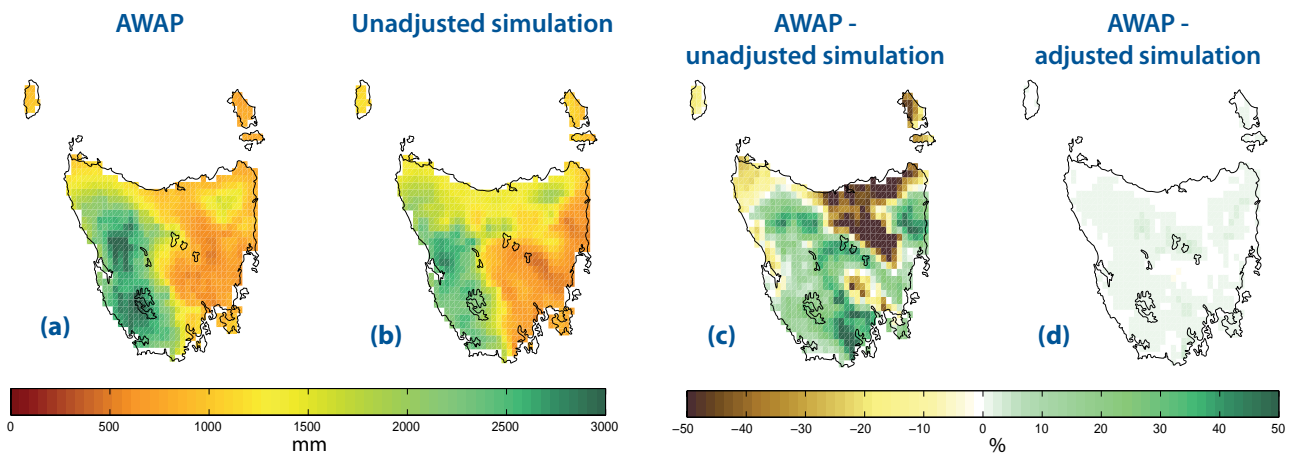 AWAP
Unadjusted simulation
AWAP -
unadjusted simulation
AWAP -
adjusted simulation
(a)
(b)
(c)
(d)
0 500 1000 1500 2000 2500 3000
mm
−50 −40 −30 −20 −10 0 10 20 30 40 50
%